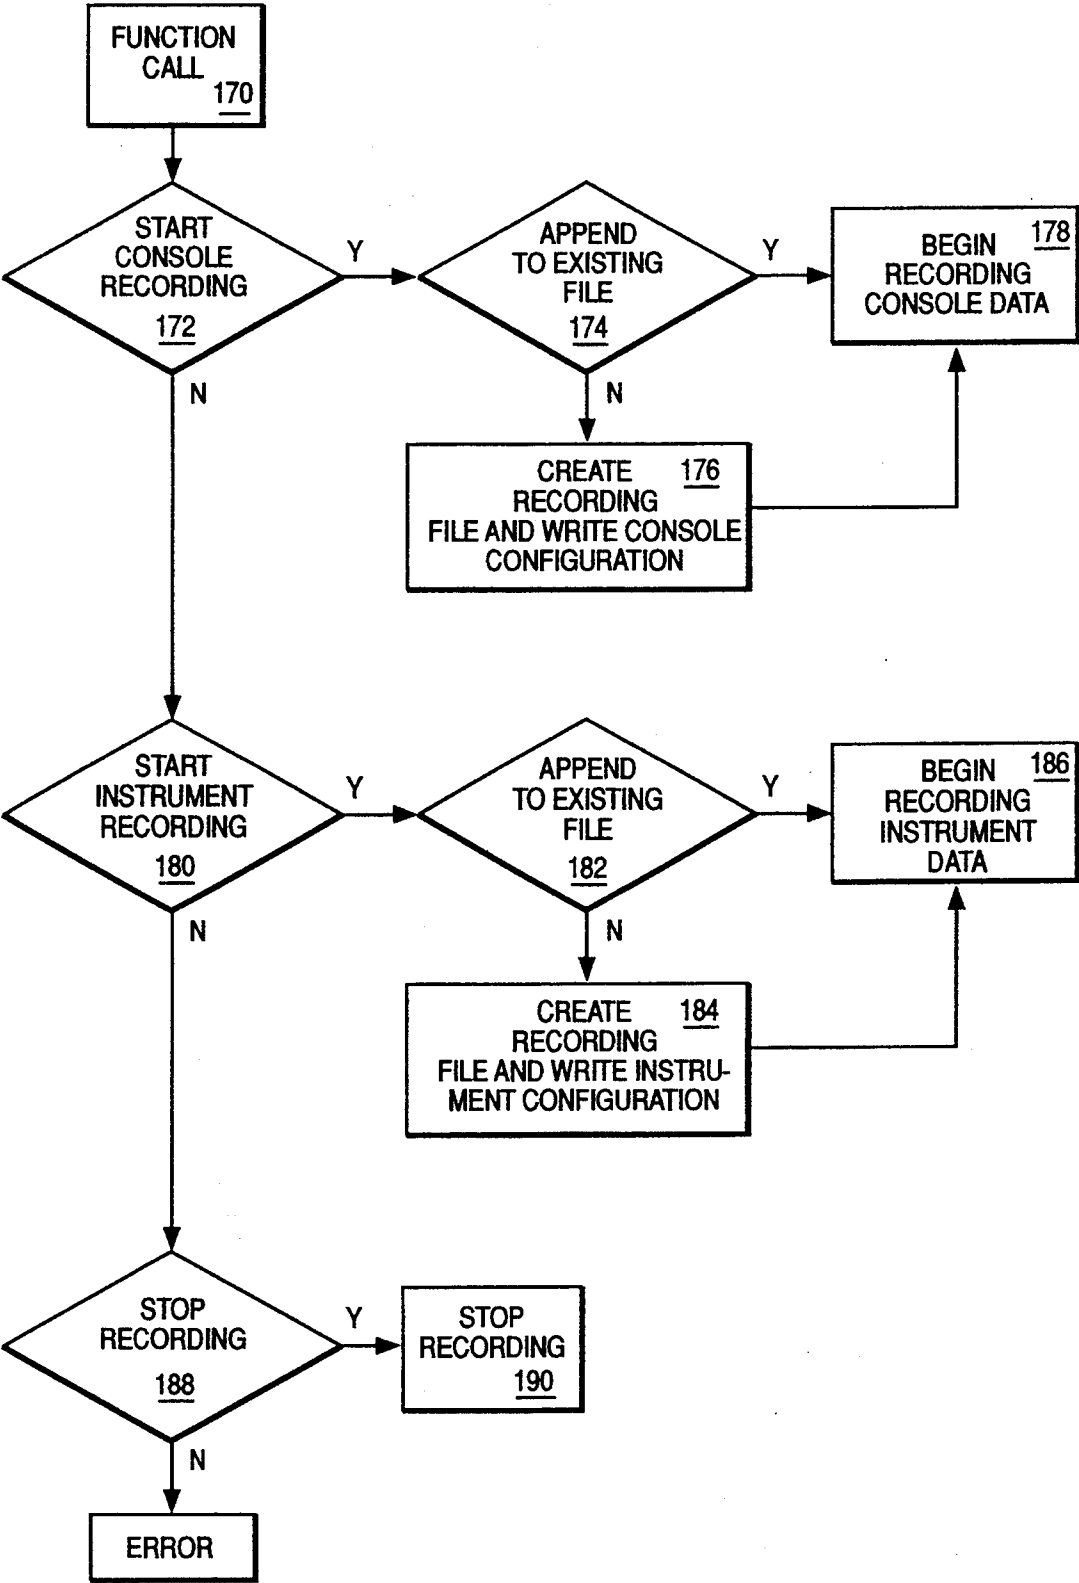 FUNCTION
CALL
170
START
CONSOLE
RECORDING
172
Y
N
APPEND
TO EXISTING
FILE
174
Y
N
BEGIN 178
RECORDING
CONSOLE DATA
CREATE 176
RECORDING
FILE AND WRITE CONSOLE
CONFIGURATION
START
INSTRUMENT
RECORDING
180
Y
N
APPEND
TO EXISTING
FILE
182
Y
N
BEGIN 186
RECORDING
INSTRUMENT
DATA
CREATE 184
RECORDING
FILE AND WRITE INSTRU-
MENT CONFIGURATION
STOP
RECORDING
188
Y
N
STOP
RECORDING
190
ERROR